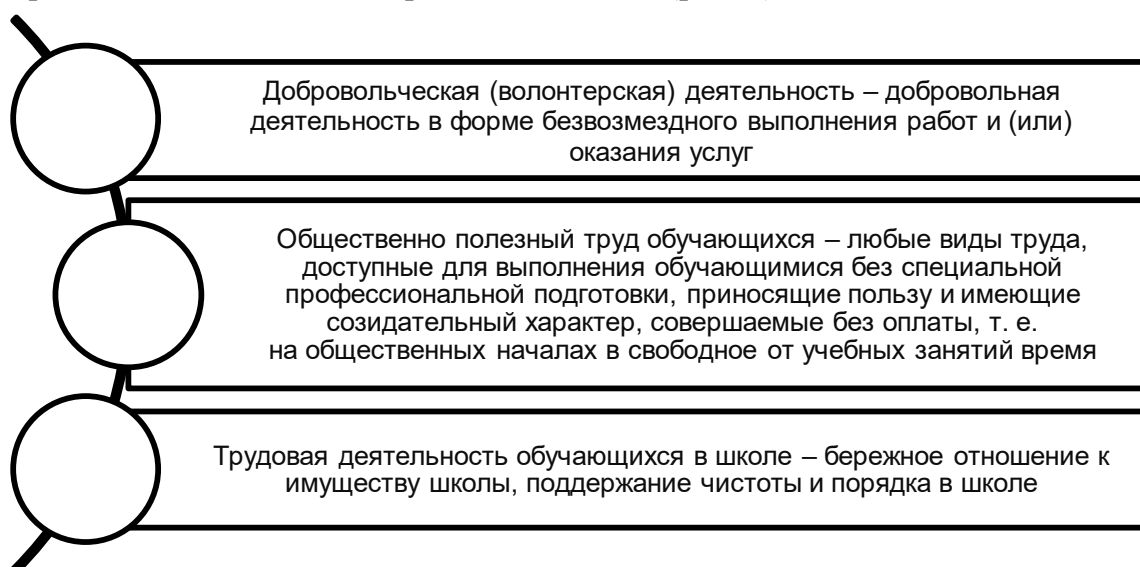 Добровольческая (волонтерская) деятельность – добровольная
деятельность в форме безвозмездного выполнения работ и (или)
оказания услуг
Общественно полезный труд обучающихся – любые виды труда,
доступные для выполнения обучающимися без специальной
профессиональной подготовки, приносящие пользу и имеющие
созидательный характер, совершаемые без оплаты, т. е.
на общественных началах в свободное от учебных занятий время
Трудовая деятельность обучающихся в школе – бережное отношение к
имуществу школы, поддержание чистоты и порядка в школе